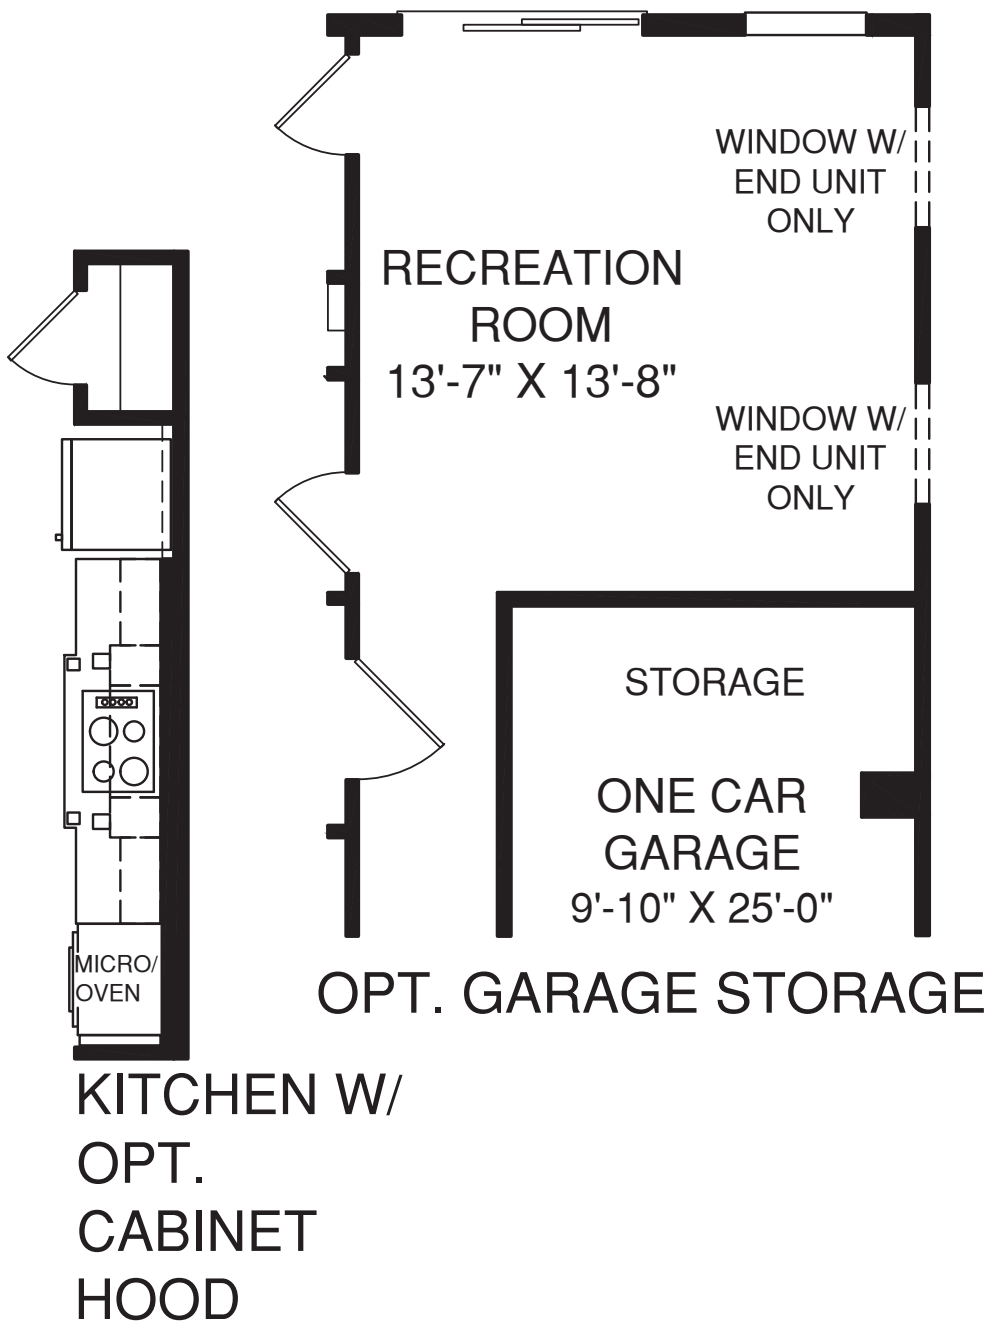 WINDOW W/
END UNIT
ONLY
RECREATION
ROOM
13'-7" X 13'-8"
WINDOW W/
END UNIT
ONLY
STORAGE
ONE CAR
GARAGE
9'-10" X 25'-0"
OPT. GARAGE STORAGE
MICRO/
OVEN
KITCHEN W/
OPT.
CABINET
HOOD